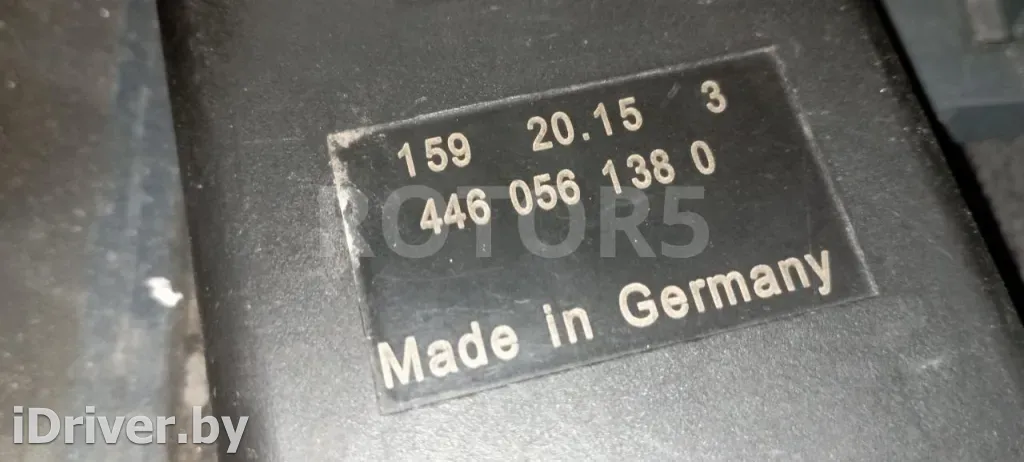 159 20.15 3
446 056 138 0
ROTOR5
Made in Germany
iDriver.by